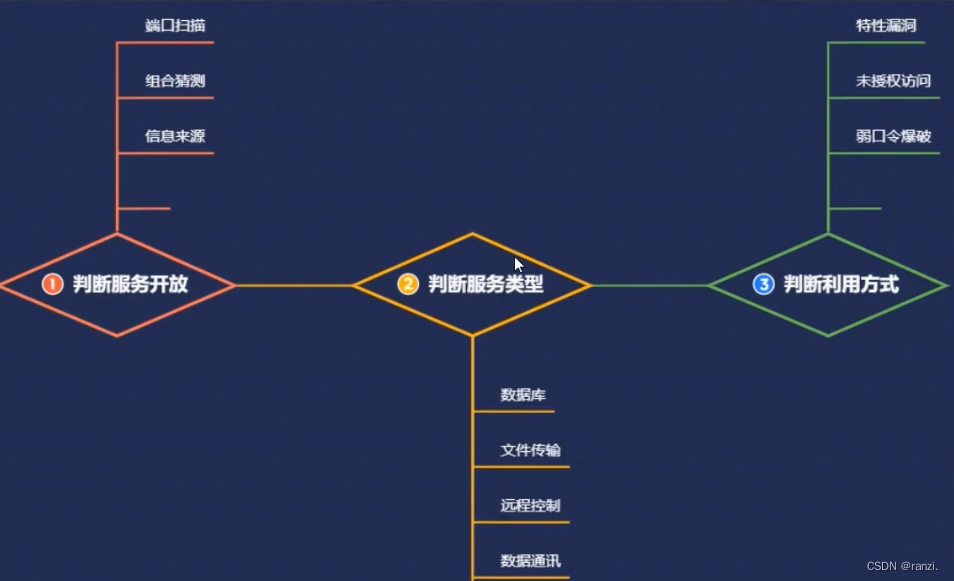 端口扫描
组合猜测
信息来源
1 判断服务开放
2 判断服务类型
数据库
文件传输
远程控制
数据通讯
特性漏洞
未授权访问
弱口令爆破
3 判断利用方式
CSDN @ranzi.